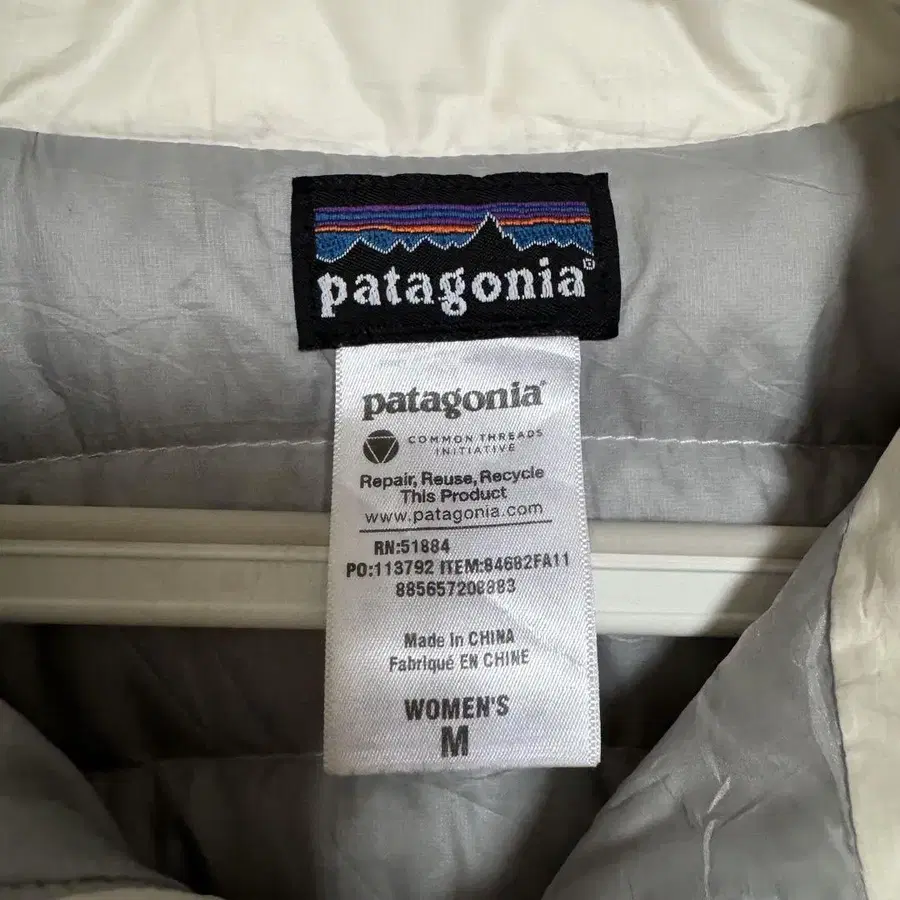 patagonia®
patagonia®
COMMON THREADS
INITIATIVE
Repair, Reuse, Recycle
This Product
www.patagonia.com
RN:51884
PO:113792 ITEM:84682FA11
885657208883
Made in CHINA
Fabriqué EN CHINE
WOMEN'S
M